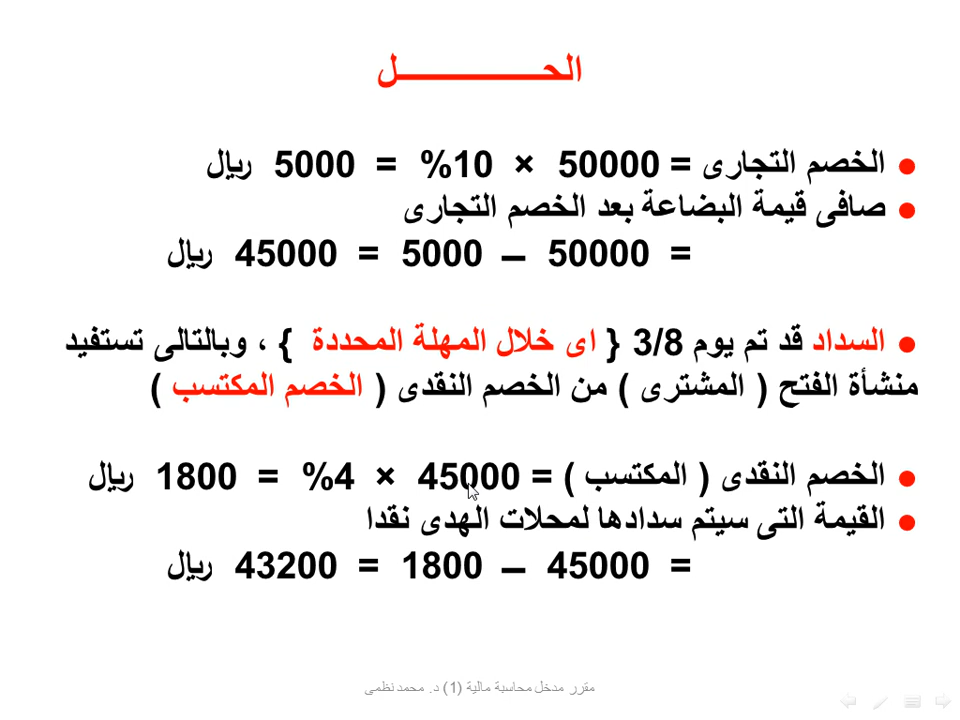 الحـــــــــــــــل
● الخصم التجارى = 50000 × 10% = 5000 ريال
● صافى قيمة البضاعة بعد الخصم التجارى
= 50000 – 5000 = 45000 ريال
● السداد قد تم يوم 3/8 { اى خلال المهلة المحددة } ، وبالتالى تستفيد
منشأة الفتح ( المشترى ) من الخصم النقدى ( الخصم المكتسب )
● الخصم النقدى ( المكتسب ) = 45000 × 4% = 1800 ريال
● القيمة التى سيتم سدادها لمحلات الهدى نقدا
= 45000 – 1800 = 43200 ريال
مقرر مدخل محاسبة مالية (1) د. محمد نظمى